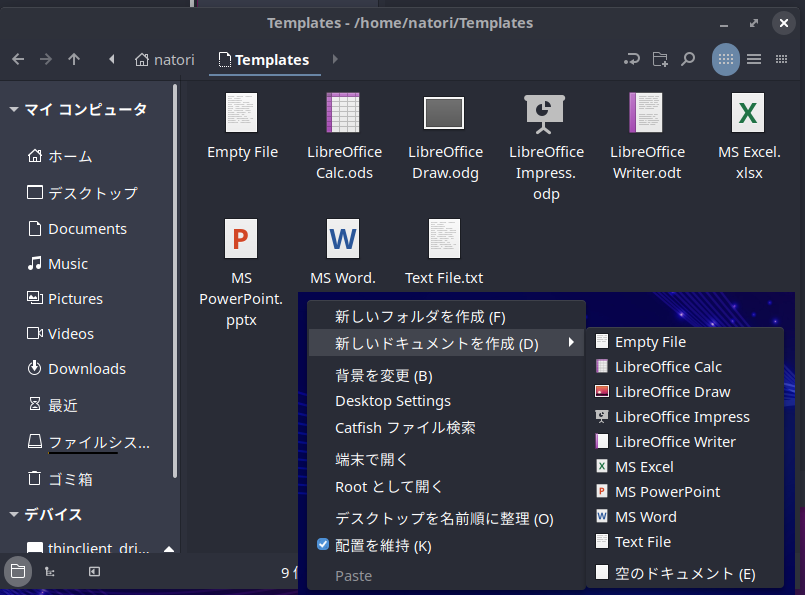 Templates - /home/natori/Templates
natori
Templates
マイ コンピュータ
ホーム
デスクトップ
Documents
Music
Pictures
Videos
Downloads
最近
ファイルシス...
ゴミ箱
デバイス
thinclient_dri...
Empty File
LibreOffice
Calc.ods
LibreOffice
Draw.odg
LibreOffice
Impress.
odp
LibreOffice
Writer.odt
MS Excel.
xlsx
MS
PowerPoint.
pptx
MS Word.
Text File.txt
9
新しいフォルダを作成 (F)
新しいドキュメントを作成 (D)
背景を変更 (B)
Desktop Settings
Catfish ファイル検索
端末で開く
Root として開く
デスクトップを名前順に整理 (O)
配置を維持 (K)
Paste
Empty File
LibreOffice Calc
LibreOffice Draw
LibreOffice Impress
LibreOffice Writer
MS Excel
MS PowerPoint
MS Word
Text File
空のドキュメント (E)